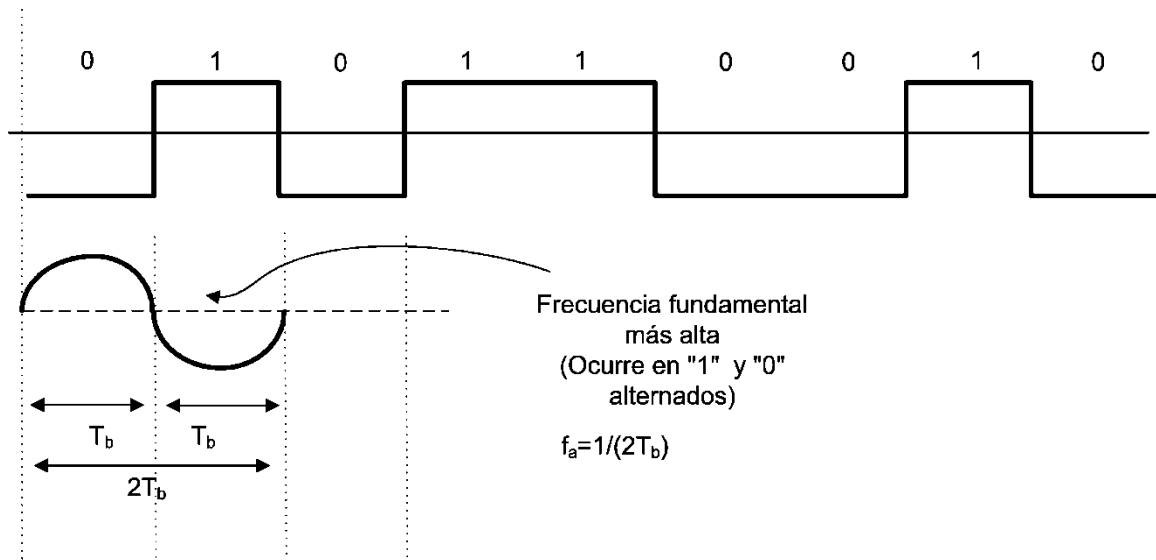 0 1 0 1 1 0 0 1 0
Frecuencia fundamental
más alta
(Ocurre en "1" y "0"
alternados)
T_b T_b
f_a=1/(2T_b)
2T_b